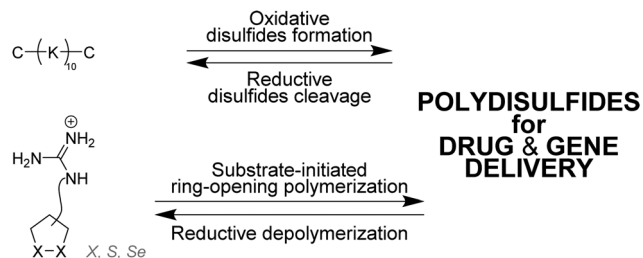 Oxidative
disulfides formation
C-(K)10-C
Reductive
disulfides cleavage
POLYDISULFIDES
for
DRUG & GENE
DELIVERY
⊕
NH2
H2N
NH
Substrate-initiated
ring-opening polymerization
Reductive depolymerization
X-X
X, S, Se